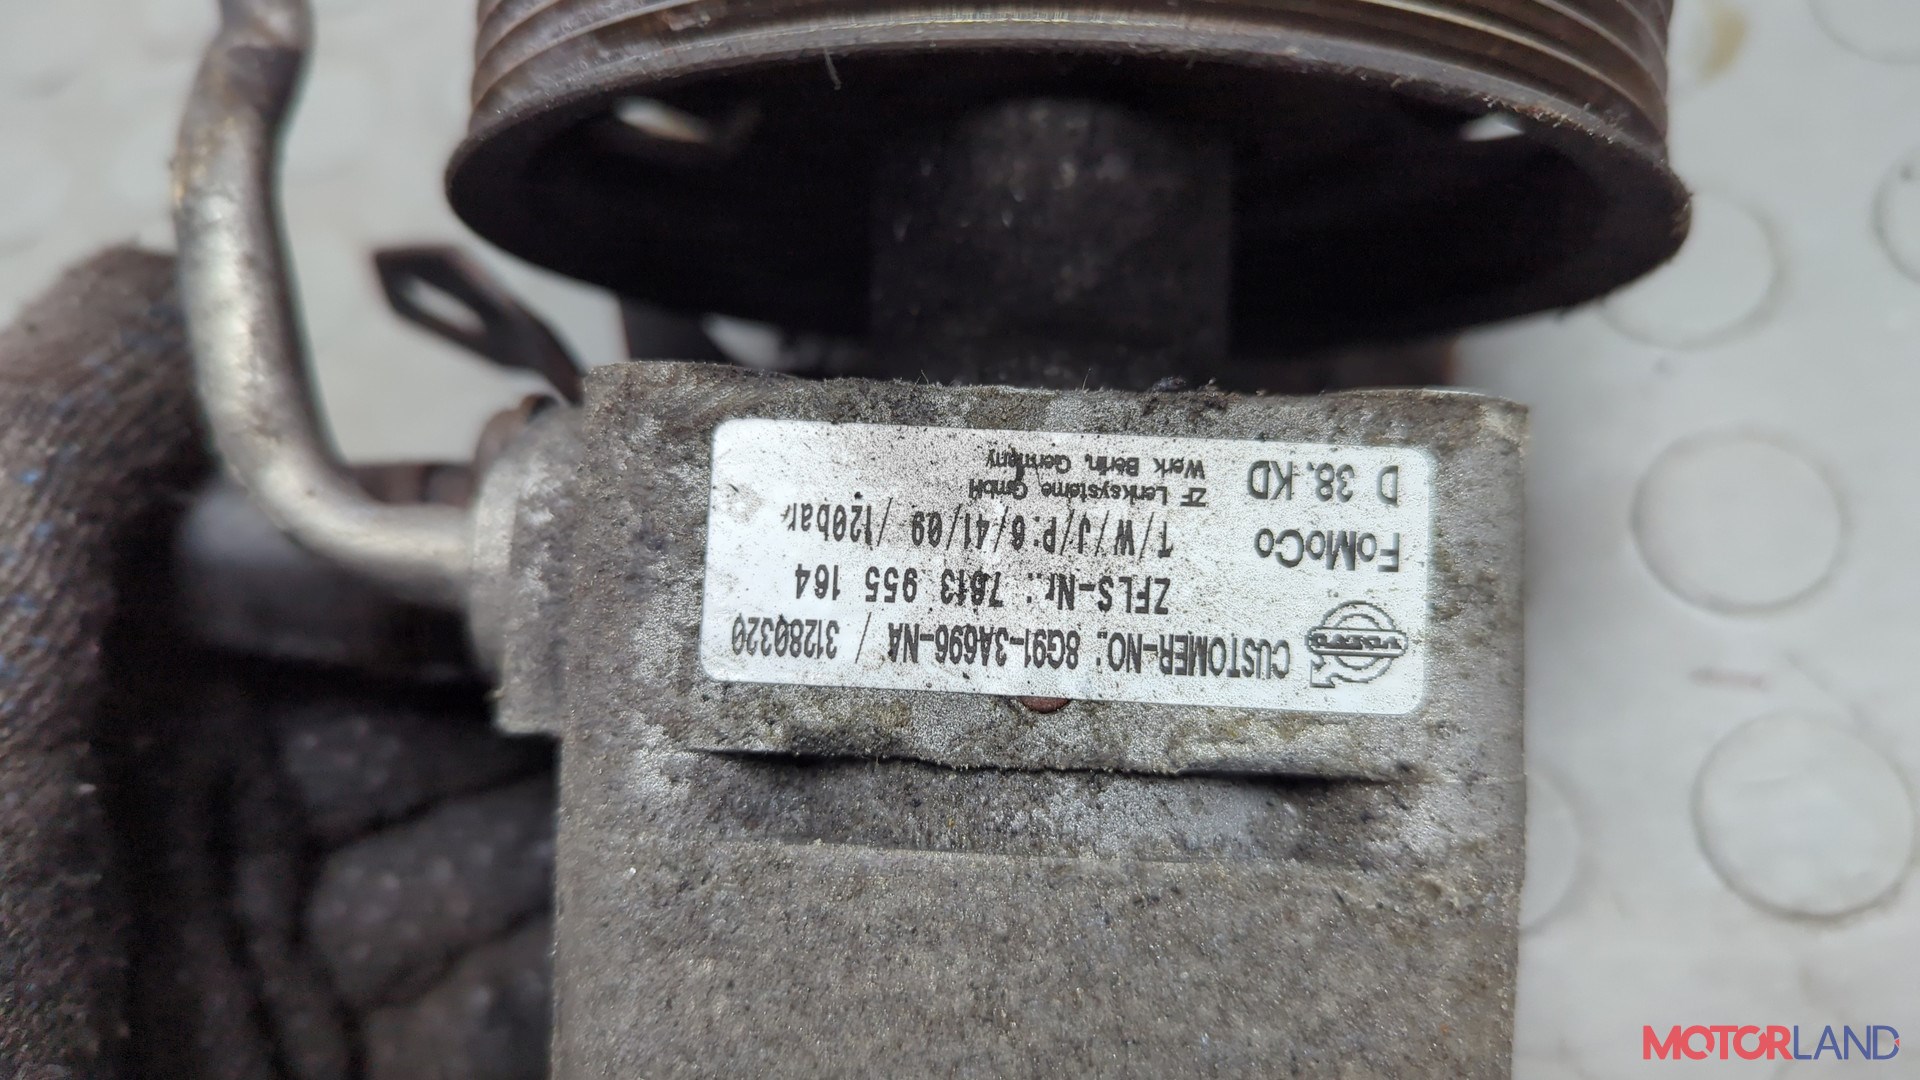 VOLVO
CUSTOMER-NO: 8G91-3A696-NA / 31280320
ZFLS-Nr.: 7613 955 164
FoMoCo
T/W/J/P:6/41/09 /120bar
ZF Lenksysteme GmbH
D 38. KD
Werk Berlin, Germany
MOTORLAND